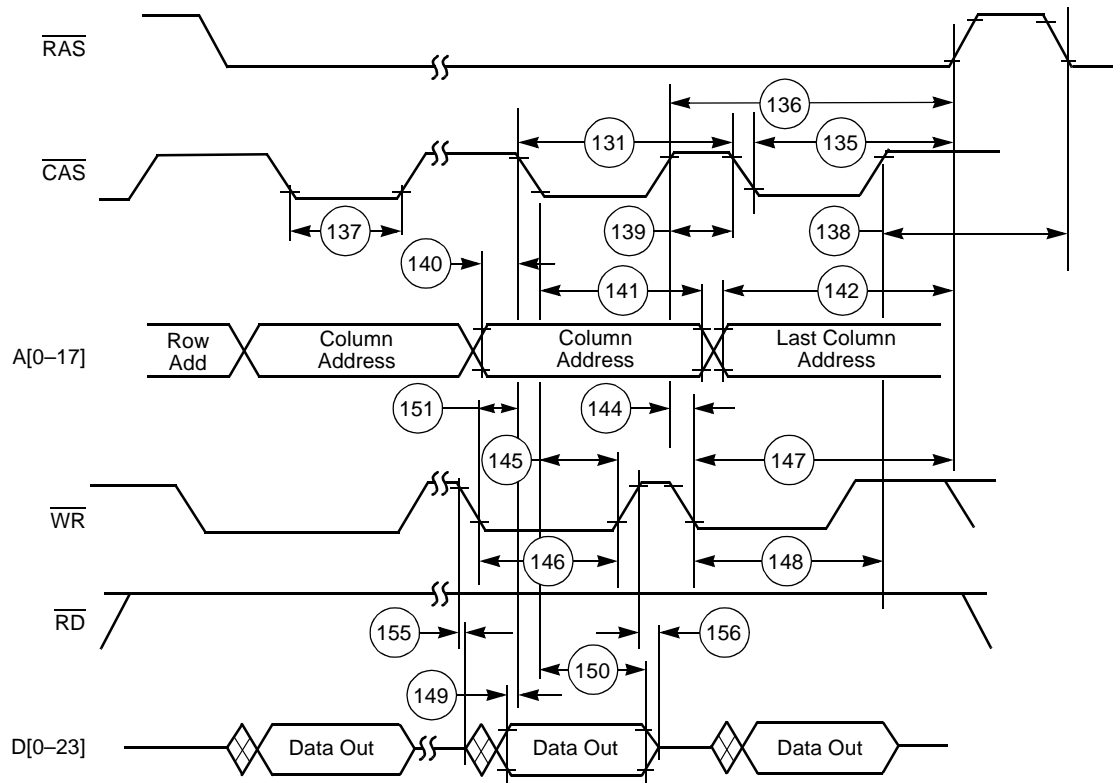 RAS
136
131
135
CAS
137
139
138
140
141
142
Row
Add
Column
Address
Column
Address
Last Column
Address
A[0–17]
151
144
145
147
WR
146
148
RD
155
156
150
149
D[0–23]
Data Out
Data Out
Data Out